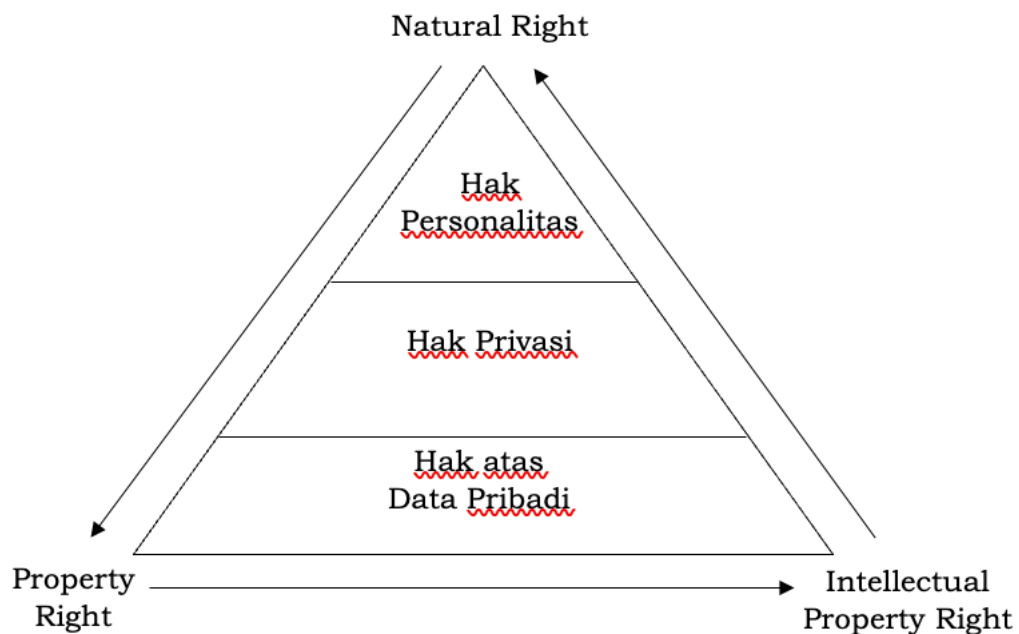 Natural Right
Hak
Personalitas
Hak Privasi
Hak atas
Data Pribadi
Property
Right
Intellectual
Property Right